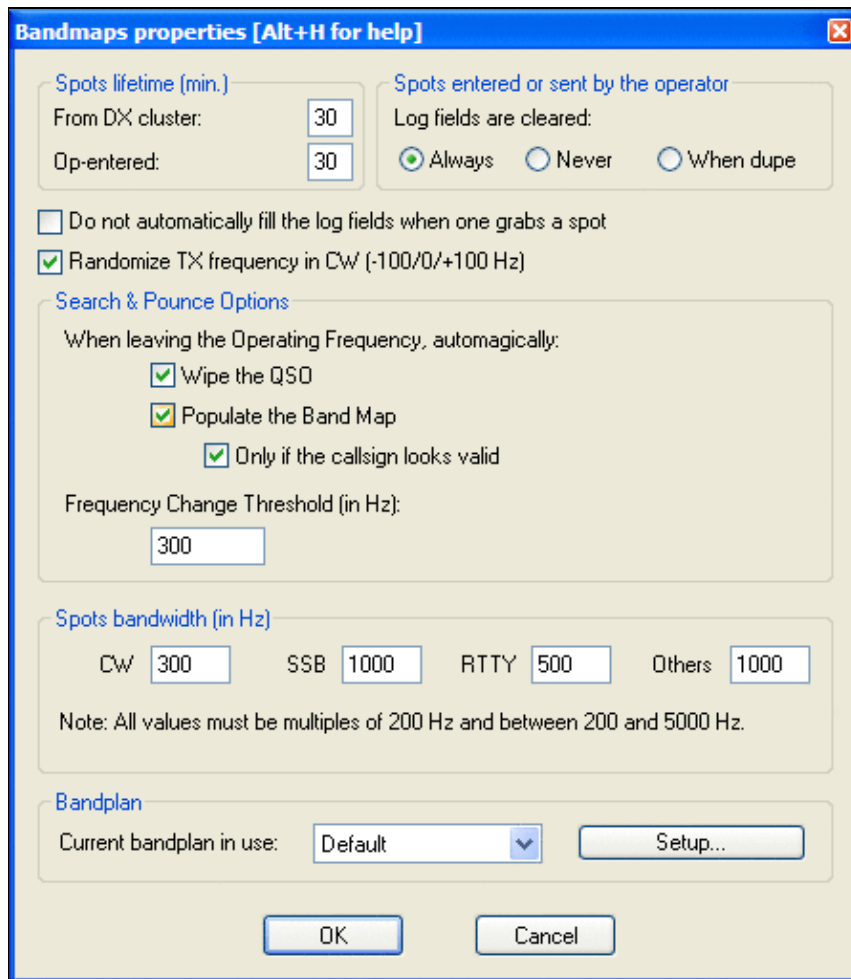 Bandmaps properties [Alt+H for help]
Spots lifetime (min.)
From DX cluster: 30
Op-entered: 30
Spots entered or sent by the operator
Log fields are cleared:
Always Never When dupe
Do not automatically fill the log fields when one grabs a spot
Randomize TX frequency in CW (-100/0/+100 Hz)
Search & Pounce Options
When leaving the Operating Frequency, automagically:
Wipe the QSO
Populate the Band Map
Only if the callsign looks valid
Frequency Change Threshold (in Hz):
300
Spots bandwidth (in Hz)
CW 300 SSB 1000 RTTY 500 Others 1000
Note: All values must be multiples of 200 Hz and between 200 and 5000 Hz.
Bandplan
Current bandplan in use: Default Setup...
OK Cancel